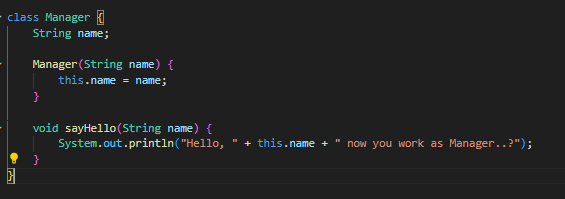 class Manager {
    String name;

    Manager(String name) {
        this.name = name;
    }

    void sayHello(String name) {
        System.out.println("Hello, " + this.name + " now you work as Manager..?");
    }
}